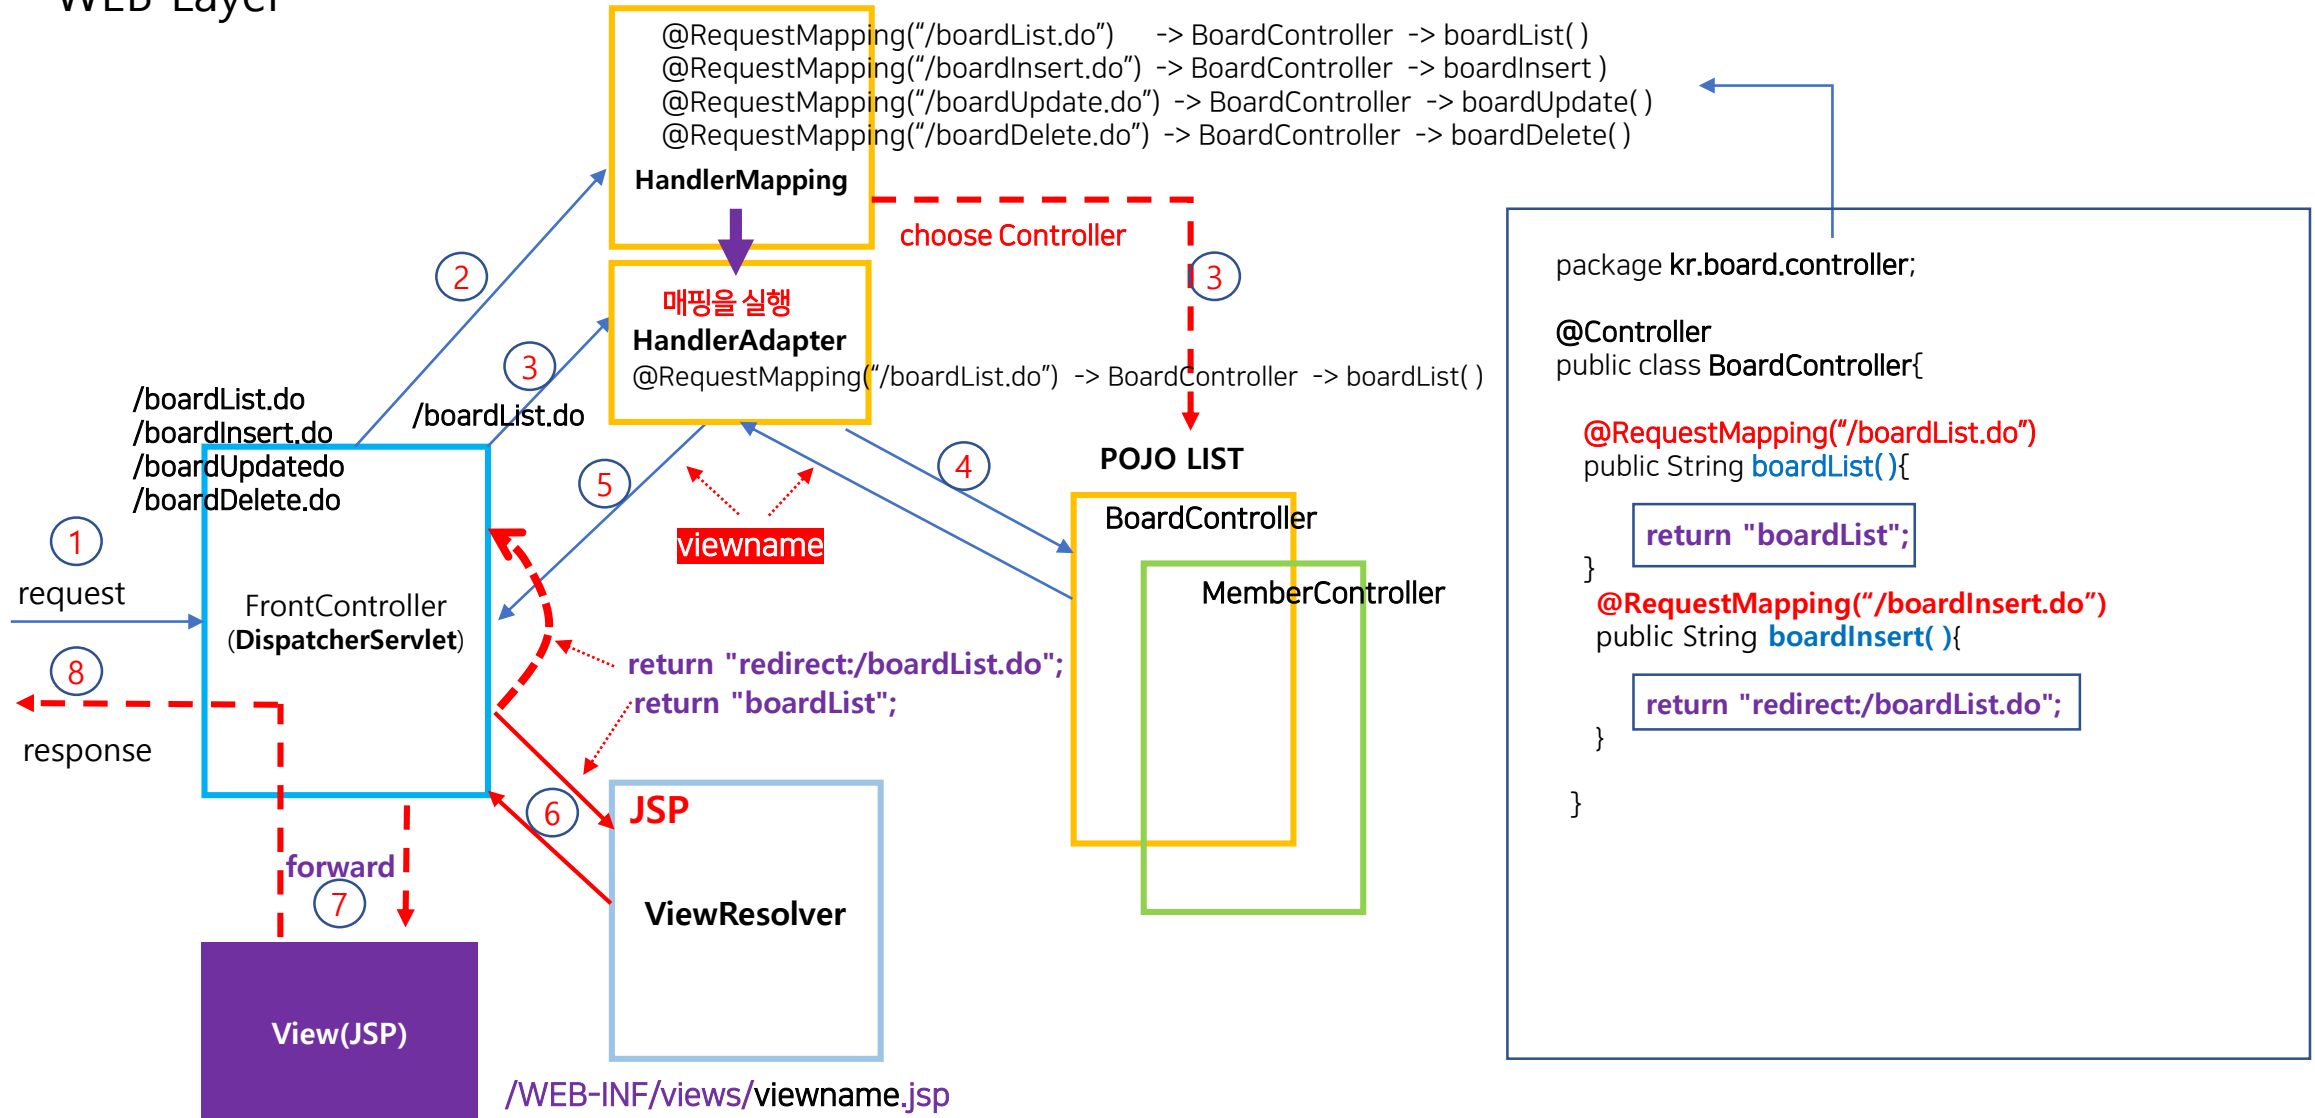 WEB Layer
@RequestMapping(“/boardList.do”) -> BoardController -> boardList( )
@RequestMapping(“/boardInsert.do”) -> BoardController -> boardInsert )
@RequestMapping(“/boardUpdate.do”) -> BoardController -> boardUpdate( )
@RequestMapping(“/boardDelete.do”) -> BoardController -> boardDelete( )
HandlerMapping
choose Controller
2
3
매핑을 실행
HandlerAdapter
@RequestMapping(“/boardList.do”) -> BoardController -> boardList( )
3
/boardList.do
/boardInsert.do
/boardUpdatedo
/boardDelete.do
/boardList.do
POJO LIST
4
5
viewname
BoardController
MemberController
1
request
FrontController
(DispatcherServlet)
8
response
return "redirect:/boardList.do";
return "boardList";
6
JSP
ViewResolver
forward
7
View(JSP)
/WEB-INF/views/viewname.jsp
package kr.board.controller;
@Controller
public class BoardController{
@RequestMapping(“/boardList.do”)
public String boardList( ){
return "boardList";
}
@RequestMapping(“/boardInsert.do”)
public String boardInsert( ){
return "redirect:/boardList.do";
}
}